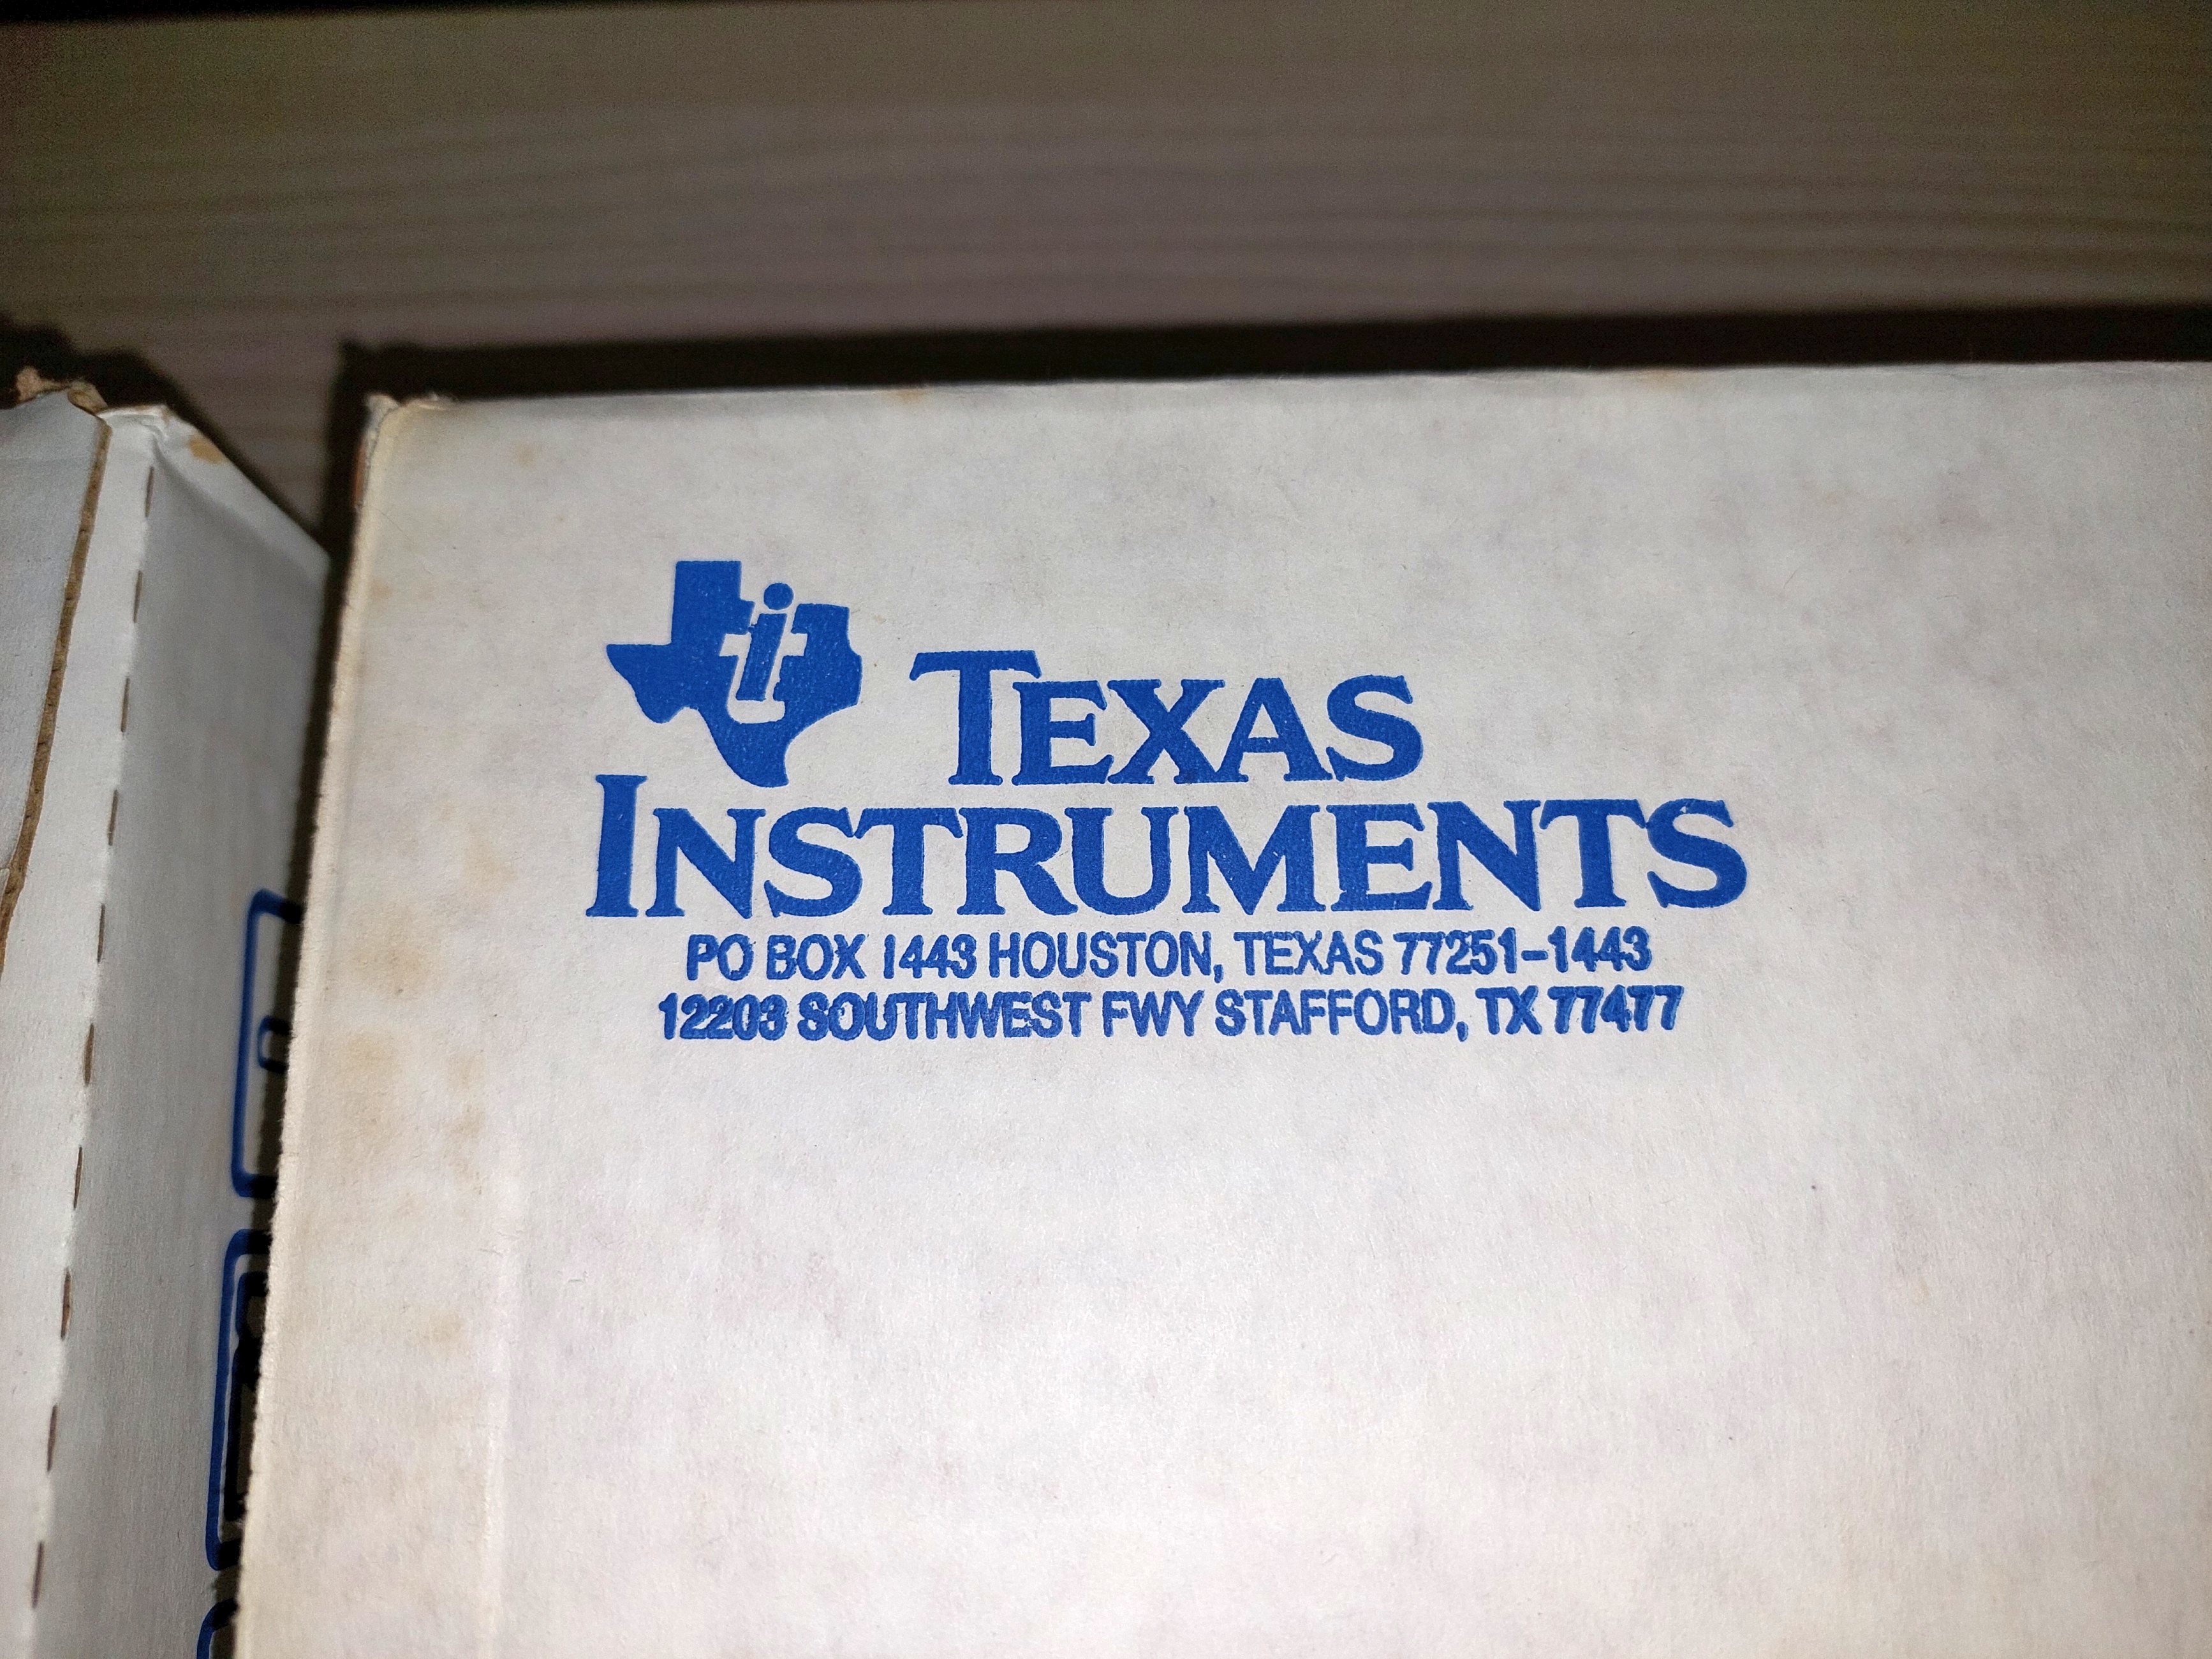 TEXAS
INSTRUMENTS
PO BOX 1443 HOUSTON, TEXAS 77251-1443
12203 SOUTHWEST FWY STAFFORD, TX 77477